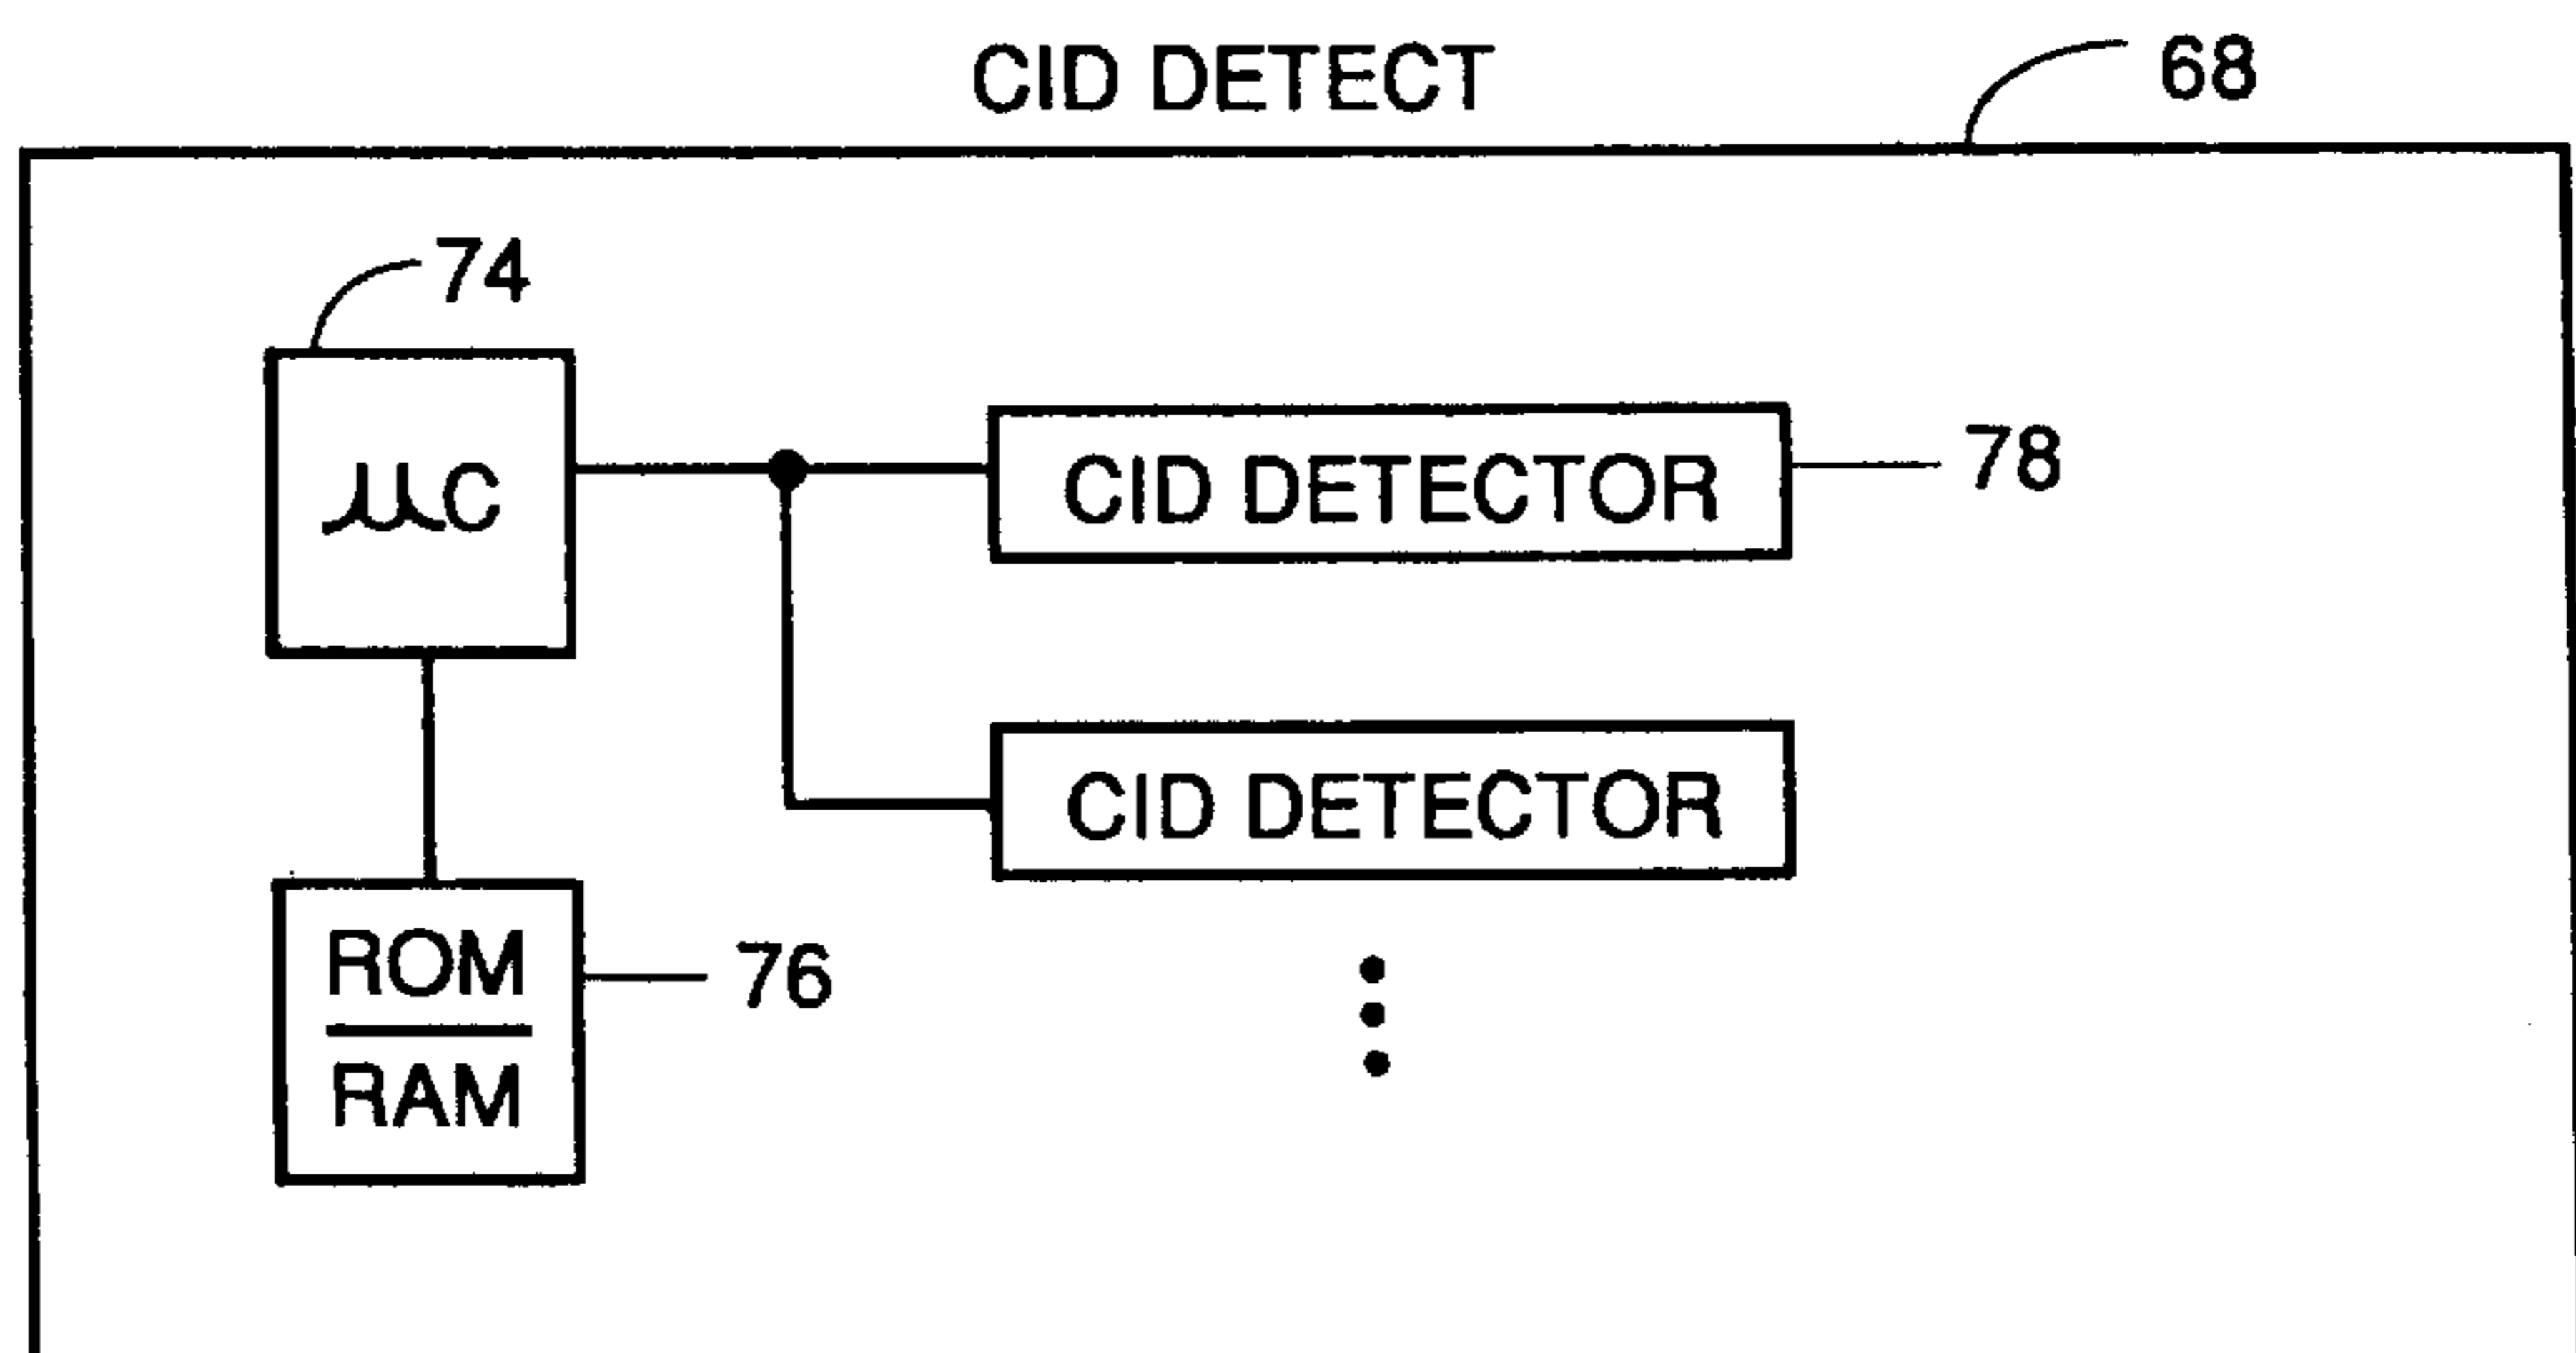 CID DETECT
68
74
μC
CID DETECTOR
78
CID DETECTOR
ROM
RAM
76